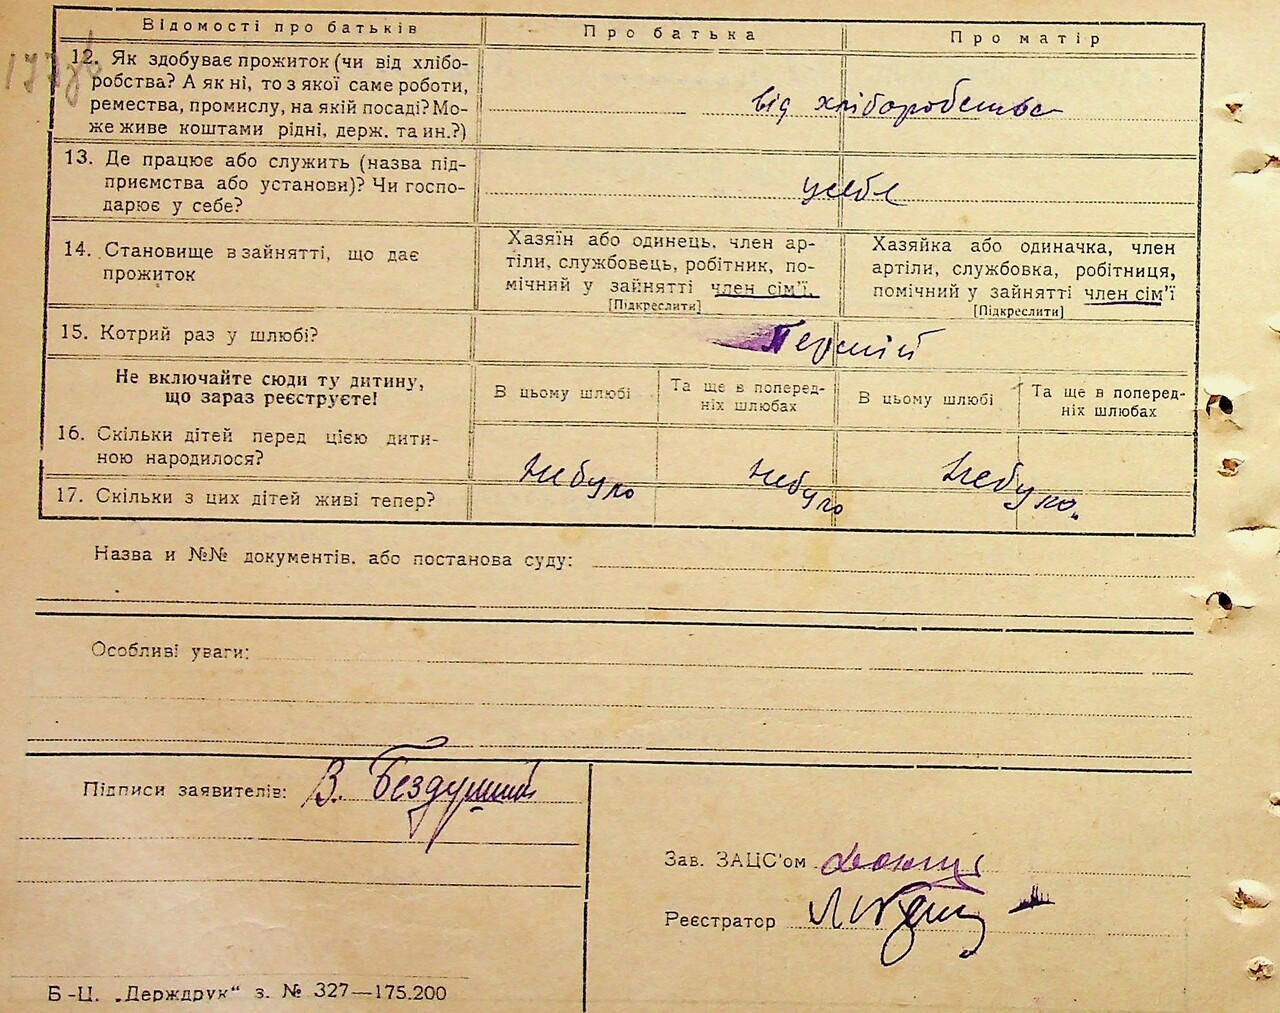 Відомості про батьків Про батька Про матір
12. Як здобуває прожиток (чи від хлібо-
робства? А як ні, то з якої саме роботи,
ремества, промислу, на якій посаді? Мо-
же живе коштами рідні, держ. та ин.?)
від хліборобства
13. Де працює або служить (назва під-
приємства або установи)? Чи госпо-
дарює у себе?
у себе
14. Становище в зайнятті, що дає
прожиток
Хазяїн або одинець, член ар-
тіли, службовець, робітник, по-
мічний у зайнятті член сім'ї.
[Підкреслити]
Хазяйка або одиначка, член
артіли, службовка, робітниця,
помічний у зайнятті член сім'ї
[Підкреслити]
15. Котрий раз у шлюбі?
Не включайте сюди ту дитину,
що зараз реєструєте!
В цьому шлюбі
Та ще в поперед-
ніх шлюбах
В цьому шлюбі
Та ще в поперед-
ніх шлюбах
16. Скільки дітей перед цією дити-
ною народилося?
небуло небуло небуло
17. Скільки з цих дітей живі тепер?
Назва и №№ документів, або постанова суду:
Особливі уваги:
Підписи заявителів: В. Бездушний
Зав. ЗАЦС'ом
Реєстратор
Б-Ц. „Держдрук“ з. № 327—175.200